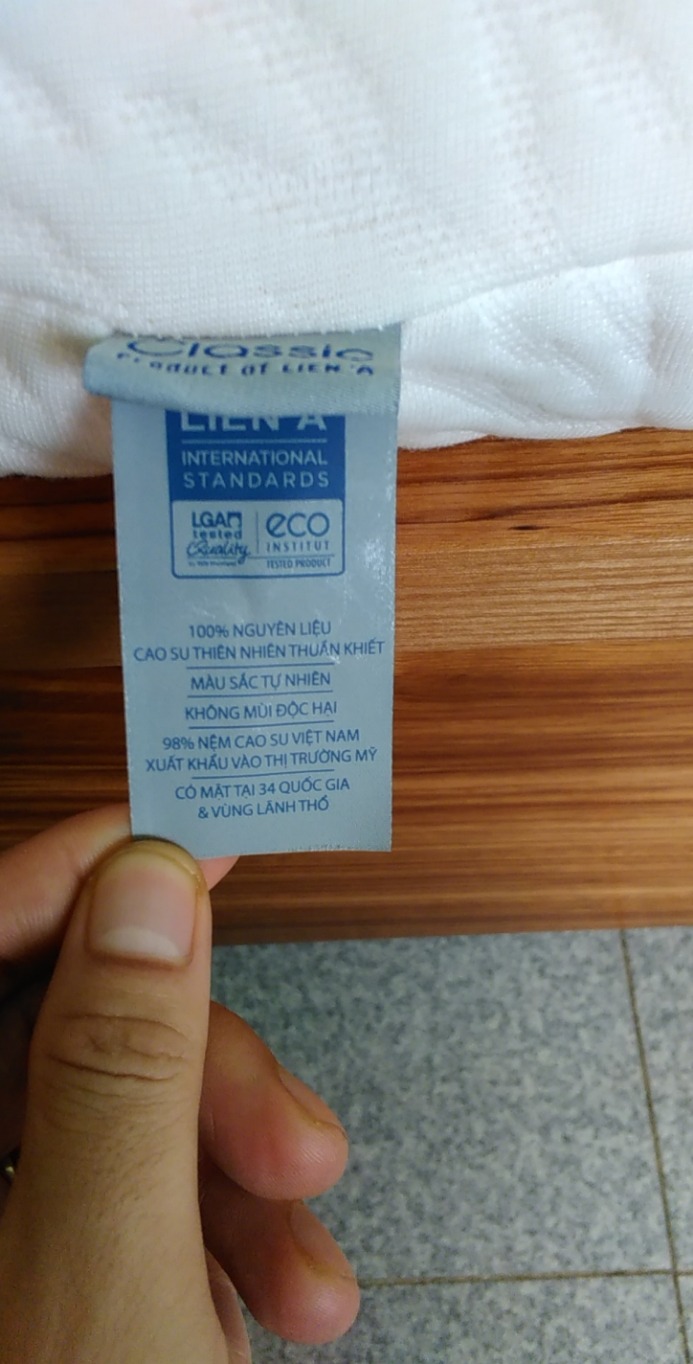 Classic
Product of LIEN'A
LIEN'A
INTERNATIONAL
STANDARDS
LGA
tested
Quality
eco
INSTITUT
TESTED PRODUCT
100% NGUYÊN LIỆU
CAO SU THIÊN NHIÊN THUẦN KHIẾT
MÀU SẮC TỰ NHIÊN
KHÔNG MÙI ĐỘC HẠI
98% NỆM CAO SU VIỆT NAM
XUẤT KHẨU VÀO THỊ TRƯỜNG MỸ
CÓ MẶT TẠI 34 QUỐC GIA
& VÙNG LÃNH THỔ